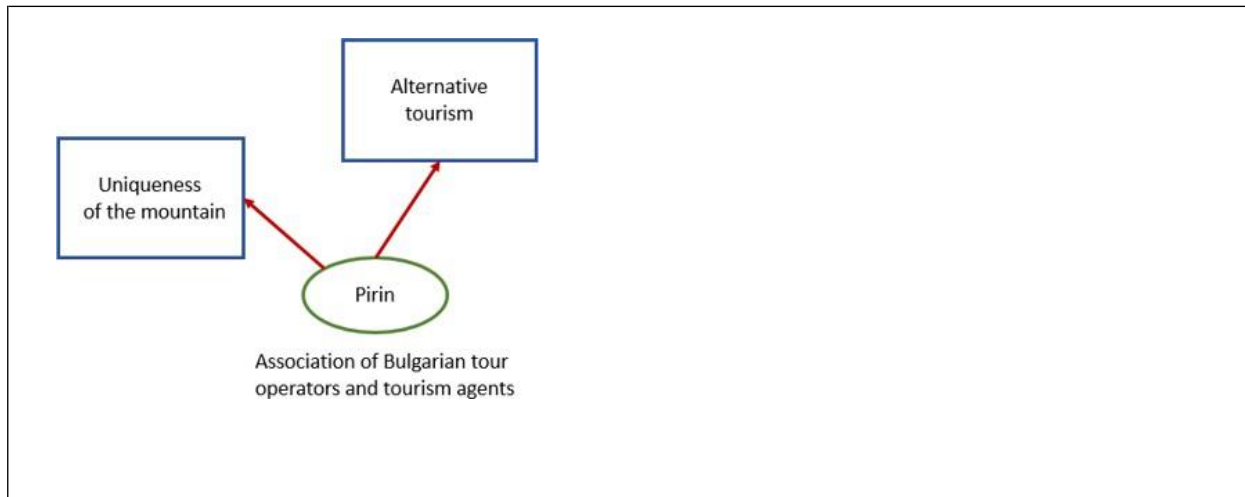 Alternative
tourism
Uniqueness
of the mountain
Pirin
Association of Bulgarian tour
operators and tourism agents